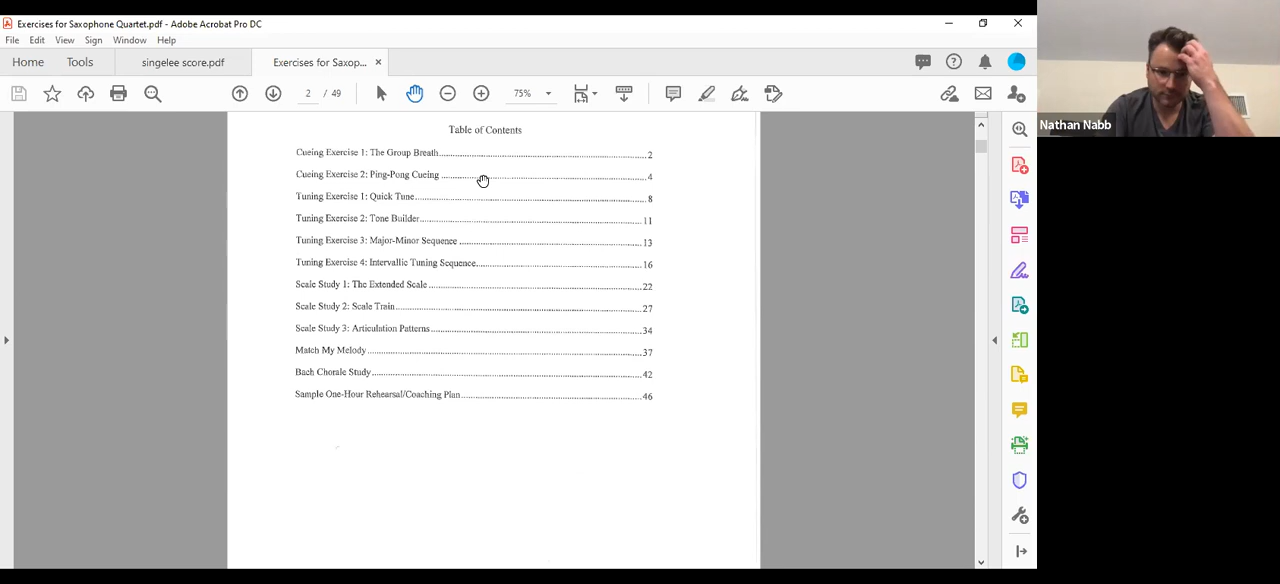 Exercises for Saxophone Quartet.pdf - Adobe Acrobat Pro DC
File Edit View Sign Window Help
Home Tools singelee score.pdf Exercises for Saxop... ×
2 / 49 75%
Nathan Nabb
Table of Contents
Cueing Exercise 1: The Group Breath 2
Cueing Exercise 2: Ping-Pong Cueing 4
Tuning Exercise 1: Quick Tune 8
Tuning Exercise 2: Tone Builder 11
Tuning Exercise 3: Major-Minor Sequence 13
Tuning Exercise 4: Intervallic Tuning Sequence 16
Scale Study 1: The Extended Scale 22
Scale Study 2: Scale Train 27
Scale Study 3: Articulation Patterns 34
Match My Melody 37
Bach Chorale Study 42
Sample One-Hour Rehearsal/Coaching Plan 46